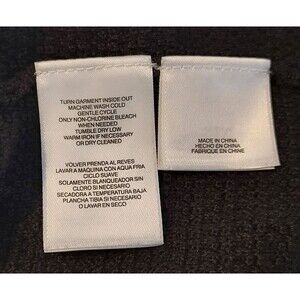 TURN GARMENT INSIDE OUT
MACHINE WASH COLD
GENTLE CYCLE
ONLY NON-CHLORINE BLEACH
WHEN NEEDED
TUMBLE DRY LOW
WARM IRON IF NECESSARY
OR DRY CLEANED
VOLVER PRENDA AL REVES
LAVAR A MAQUINA CON AQUA FRIA
CICLO SUAVE
SOLAMENTE BLANQUEADOR SIN
CLORO SI NECESARIO
SECADORA A TEMPERATURA BAJA
PLANCHA TIBIA SI NECESARIO
O LAVAR EN SECO
MADE IN CHINA
HECHO EN CHINA
FABRIQUE EN CHINE